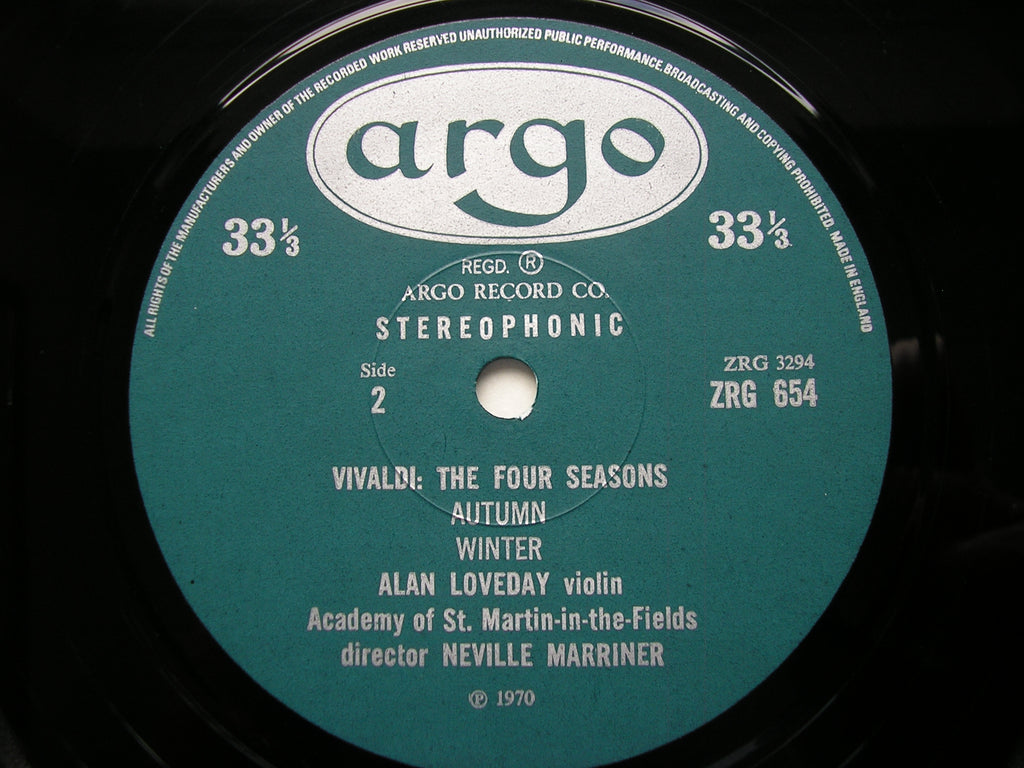 ALL RIGHTS OF THE MANUFACTURERS AND OWNER OF THE RECORDED WORK RESERVED UNAUTHORIZED PUBLIC PERFORMANCE, BROADCASTING AND COPYING PROHIBITED. MADE IN ENGLAND
argo
33⅓ 33⅓
REGD. ®
ARGO RECORD CO.
STEREOPHONIC
Side
2
ZRG 3294
ZRG 654
VIVALDI: THE FOUR SEASONS
AUTUMN
WINTER
ALAN LOVEDAY violin
Academy of St. Martin-in-the-Fields
director NEVILLE MARRINER
℗ 1970